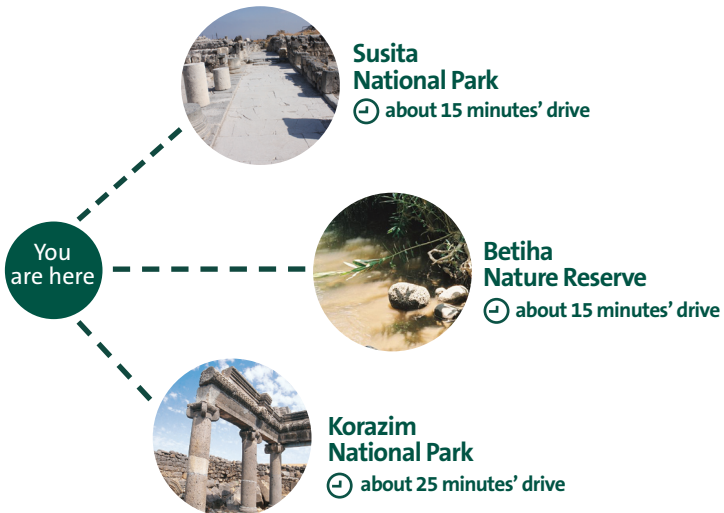 Susita
National Park
about 15 minutes’ drive
You
are here
Betiha
Nature Reserve
about 15 minutes’ drive
Korazim
National Park
about 25 minutes’ drive